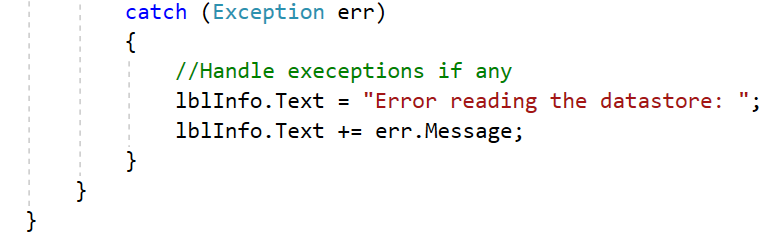 catch (Exception err)
{
//Handle execeptions if any
lblInfo.Text = "Error reading the datastore: ";
lblInfo.Text += err.Message;
}
}
}